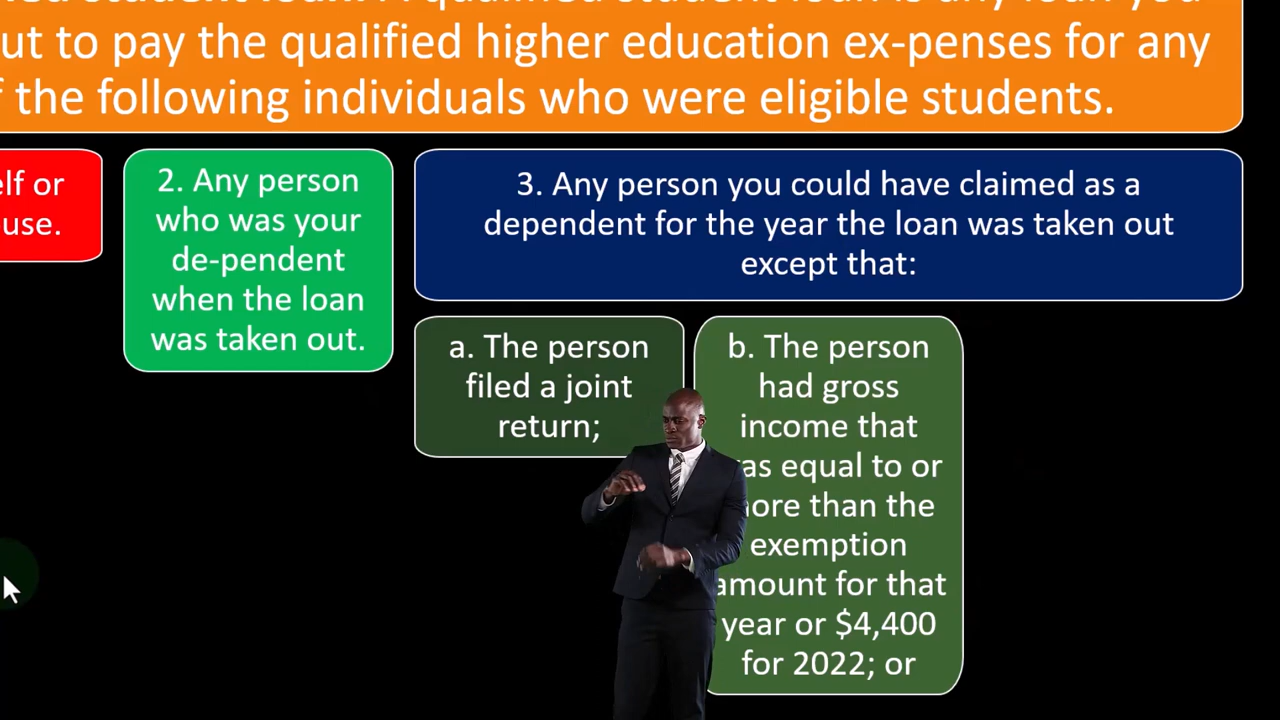 ut to pay the qualified higher education ex-penses for any
the following individuals who were eligible students.
elf or
use.
2. Any person
who was your
de-pendent
when the loan
was taken out.
3. Any person you could have claimed as a
dependent for the year the loan was taken out
except that:
a. The person
filed a joint
return;
b. The person
had gross
income that
as equal to or
ore than the
exemption
amount for that
year or $4,400
for 2022; or